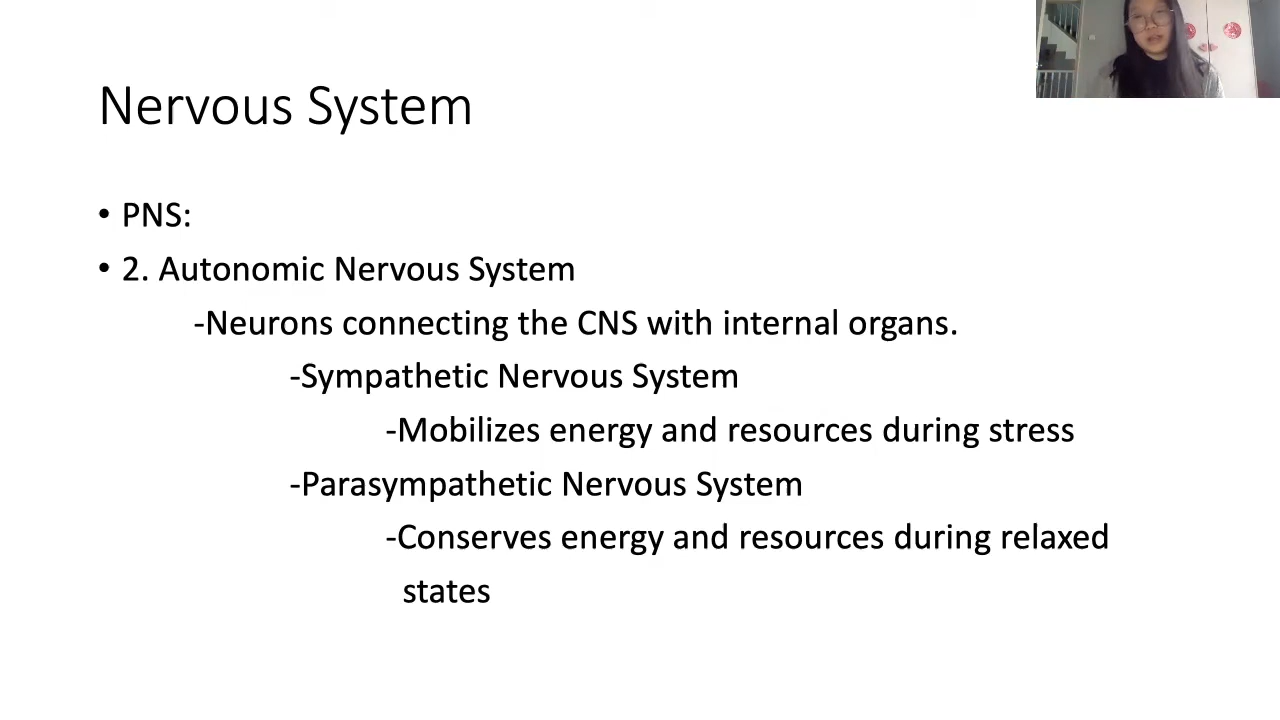 Nervous System
• PNS:
• 2. Autonomic Nervous System
-Neurons connecting the CNS with internal organs.
-Sympathetic Nervous System
-Mobilizes energy and resources during stress
-Parasympathetic Nervous System
-Conserves energy and resources during relaxed
states